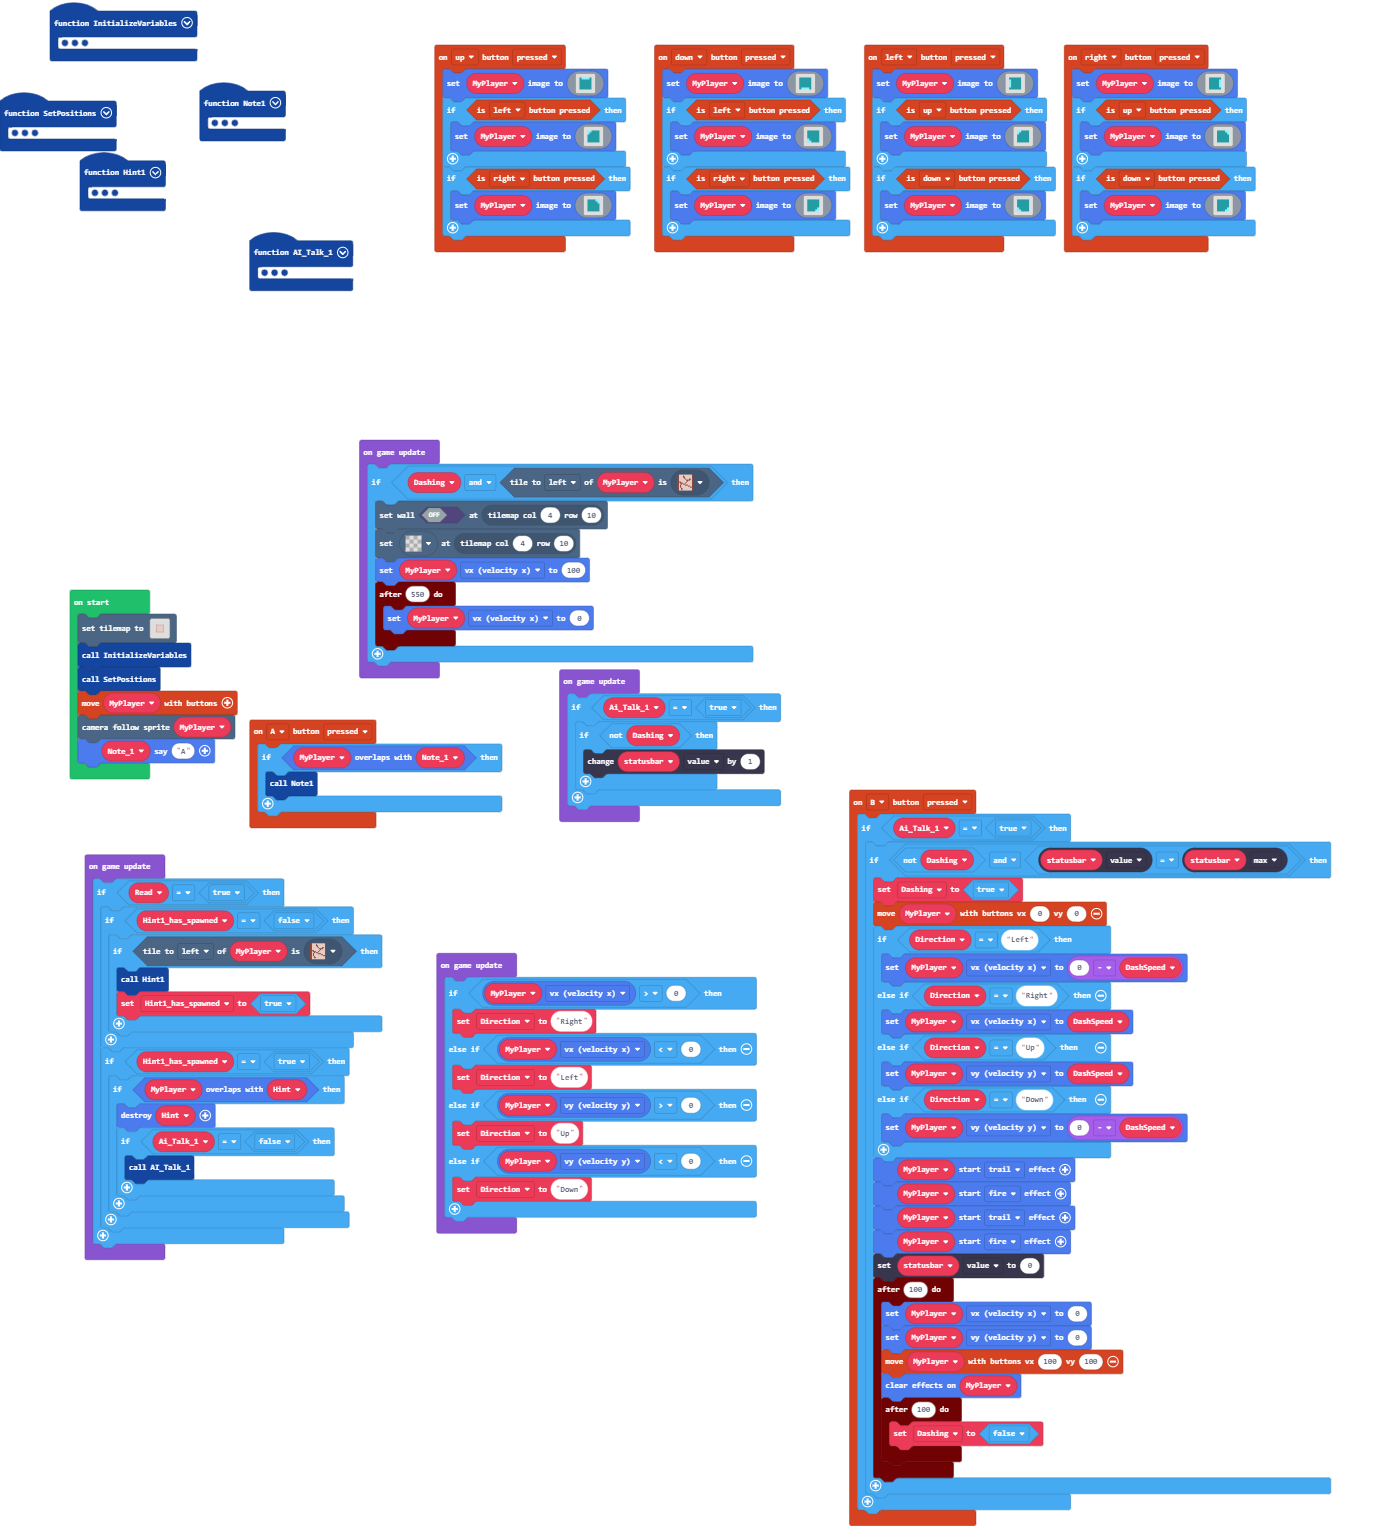 function InitializeVariables
function SetPositions
function Note1
function Hint1
function AI_Talk_1
on up button pressed
set MyPlayer image to
if is left button pressed then
set MyPlayer image to
if is right button pressed then
set MyPlayer image to
on down button pressed
set MyPlayer image to
if is left button pressed then
set MyPlayer image to
if is right button pressed then
set MyPlayer image to
on left button pressed
set MyPlayer image to
if is up button pressed then
set MyPlayer image to
if is down button pressed then
set MyPlayer image to
on right button pressed
set MyPlayer image to
if is up button pressed then
set MyPlayer image to
if is down button pressed then
set MyPlayer image to
on game update
if Dashing and tile to left of MyPlayer is then
set wall OFF at tilemap col 4 row 10
set at tilemap col 4 row 10
set MyPlayer vx (velocity x) to 100
after 550 do
set MyPlayer vx (velocity x) to 0
on start
set tilemap to
call InitializeVariables
call SetPositions
move MyPlayer with buttons
camera follow sprite MyPlayer
Note_1 say "A"
on A button pressed
if MyPlayer overlaps with Note_1 then
call Note1
on game update
if Ai_Talk_1 = true then
if not Dashing then
change statusbar value by 1
on game update
if Read = true then
if Hint1_has_spawned = false then
if tile to left of MyPlayer is then
call Hint1
set Hint1_has_spawned to true
if Hint1_has_spawned = true then
if MyPlayer overlaps with Hint then
destroy Hint
if Ai_Talk_1 = false then
call AI_Talk_1
on game update
if MyPlayer vx (velocity x) > 0 then
set Direction to "Right"
else if MyPlayer vx (velocity x) < 0 then
set Direction to "Left"
else if MyPlayer vy (velocity y) > 0 then
set Direction to "Up"
else if MyPlayer vy (velocity y) < 0 then
set Direction to "Down"
on B button pressed
if Ai_Talk_1 = true then
if not Dashing and statusbar value = statusbar max then
set Dashing to true
move MyPlayer with buttons vx 0 vy 0
if Direction = "Left" then
set MyPlayer vx (velocity x) to 0 - DashSpeed
else if Direction = "Right" then
set MyPlayer vx (velocity x) to DashSpeed
else if Direction = "Up" then
set MyPlayer vy (velocity y) to DashSpeed
else if Direction = "Down" then
set MyPlayer vy (velocity y) to 0 - DashSpeed
MyPlayer start trail effect
MyPlayer start fire effect
MyPlayer start trail effect
MyPlayer start fire effect
set statusbar value to 0
after 100 do
set MyPlayer vx (velocity x) to 0
set MyPlayer vy (velocity y) to 0
move MyPlayer with buttons vx 100 vy 100
clear effects on MyPlayer
after 100 do
set Dashing to false